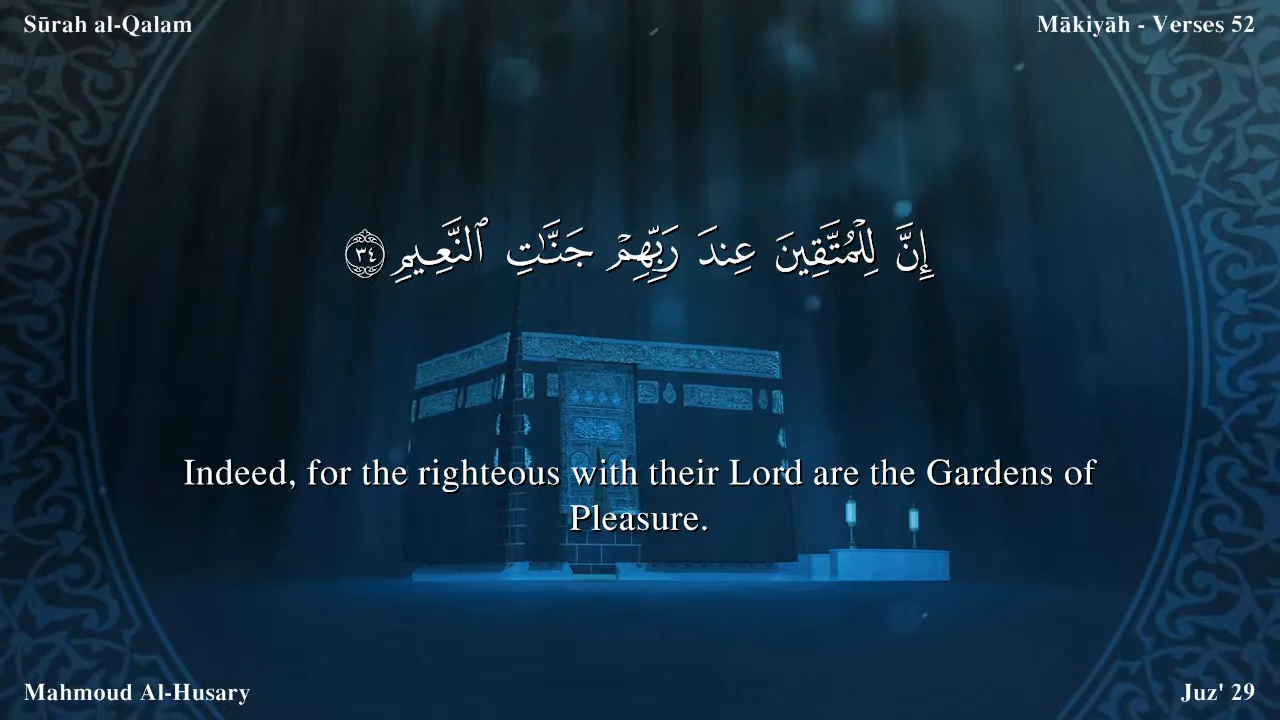 Sūrah al-Qalam
Mākiyāh - Verses 52
إِنَّ لِلْمُتَّقِينَ عِندَ رَبِّهِمْ جَنَّـٰتِ ٱلنَّعِيمِ ٣٤
Indeed, for the righteous with their Lord are the Gardens of
Pleasure.
Mahmoud Al-Husary
Juz' 29